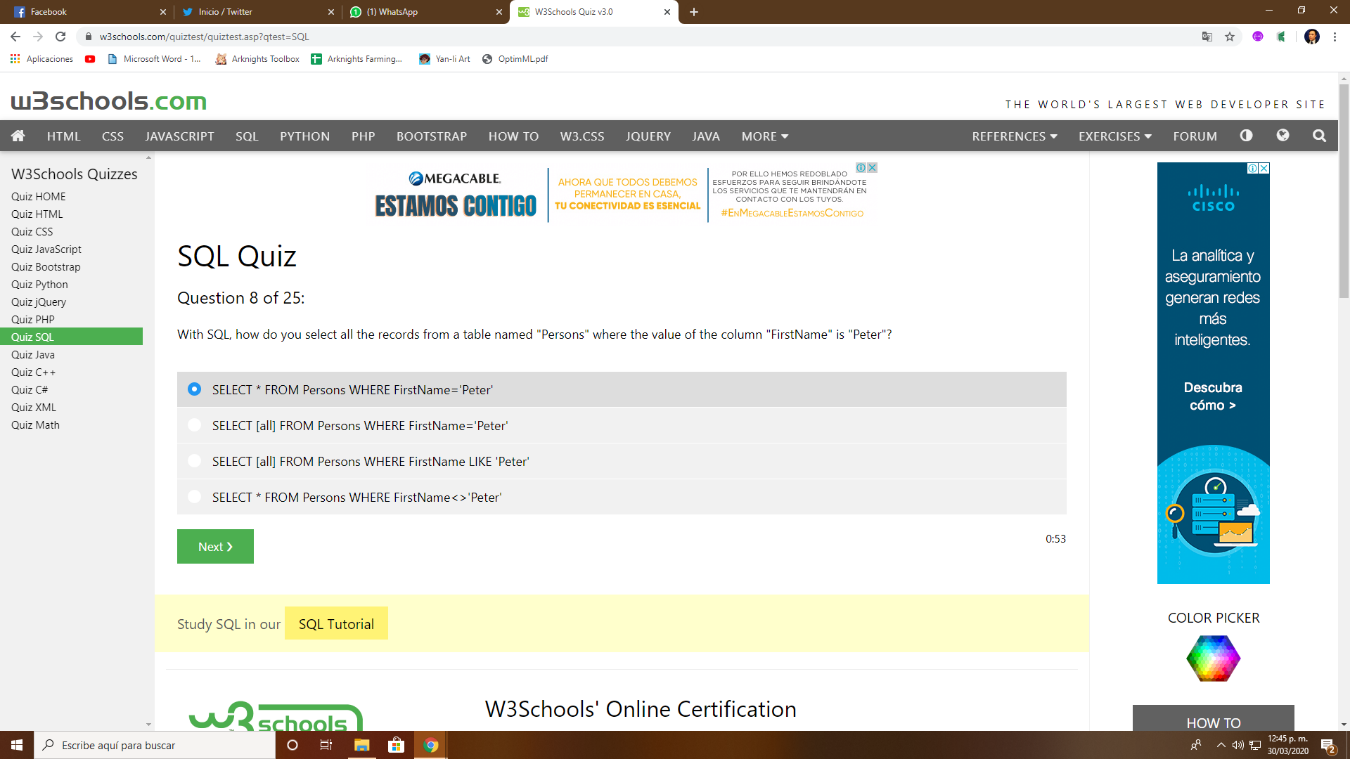 Facebook
Inicio / Twitter
(1) WhatsApp
W3Schools Quiz v3.0
w3schools.com/quiztest/quiztest.asp?qtest=SQL
Aplicaciones
Microsoft Word - 1...
Arknights Toolbox
Arknights Farming...
Yan-li Art
OptimML.pdf
w3schools.com
THE WORLD'S LARGEST WEB DEVELOPER SITE
HTML CSS JAVASCRIPT SQL PYTHON PHP BOOTSTRAP HOW TO W3.CSS JQUERY JAVA MORE REFERENCES EXERCISES FORUM
W3Schools Quizzes
Quiz HOME
Quiz HTML
Quiz CSS
Quiz JavaScript
Quiz Bootstrap
Quiz Python
Quiz jQuery
Quiz PHP
Quiz SQL
Quiz Java
Quiz C++
Quiz C#
Quiz XML
Quiz Math
MEGACABLE
ESTAMOS CONTIGO
AHORA QUE TODOS DEBEMOS
PERMANECER EN CASA,
TU CONECTIVIDAD ES ESENCIAL
POR ELLO HEMOS REDOBLADO
ESFUERZOS PARA SEGUIR BRINDÁNDOTE
LOS SERVICIOS QUE TE MANTENDRÁN EN
CONTACTO CON LOS TUYOS.
#EnMegacableEstamosContigo
SQL Quiz
Question 8 of 25:
With SQL, how do you select all the records from a table named "Persons" where the value of the column "FirstName" is "Peter"?
SELECT * FROM Persons WHERE FirstName='Peter'
SELECT [all] FROM Persons WHERE FirstName='Peter'
SELECT [all] FROM Persons WHERE FirstName LIKE 'Peter'
SELECT * FROM Persons WHERE FirstName<>'Peter'
Next ❯
0:53
Study SQL in our SQL Tutorial
w3schools
W3Schools' Online Certification
CISCO
La analítica y
aseguramiento
generan redes
más
inteligentes.
Descubra
cómo >
COLOR PICKER
HOW TO
Escribe aquí para buscar
12:45 p. m.
30/03/2020
2